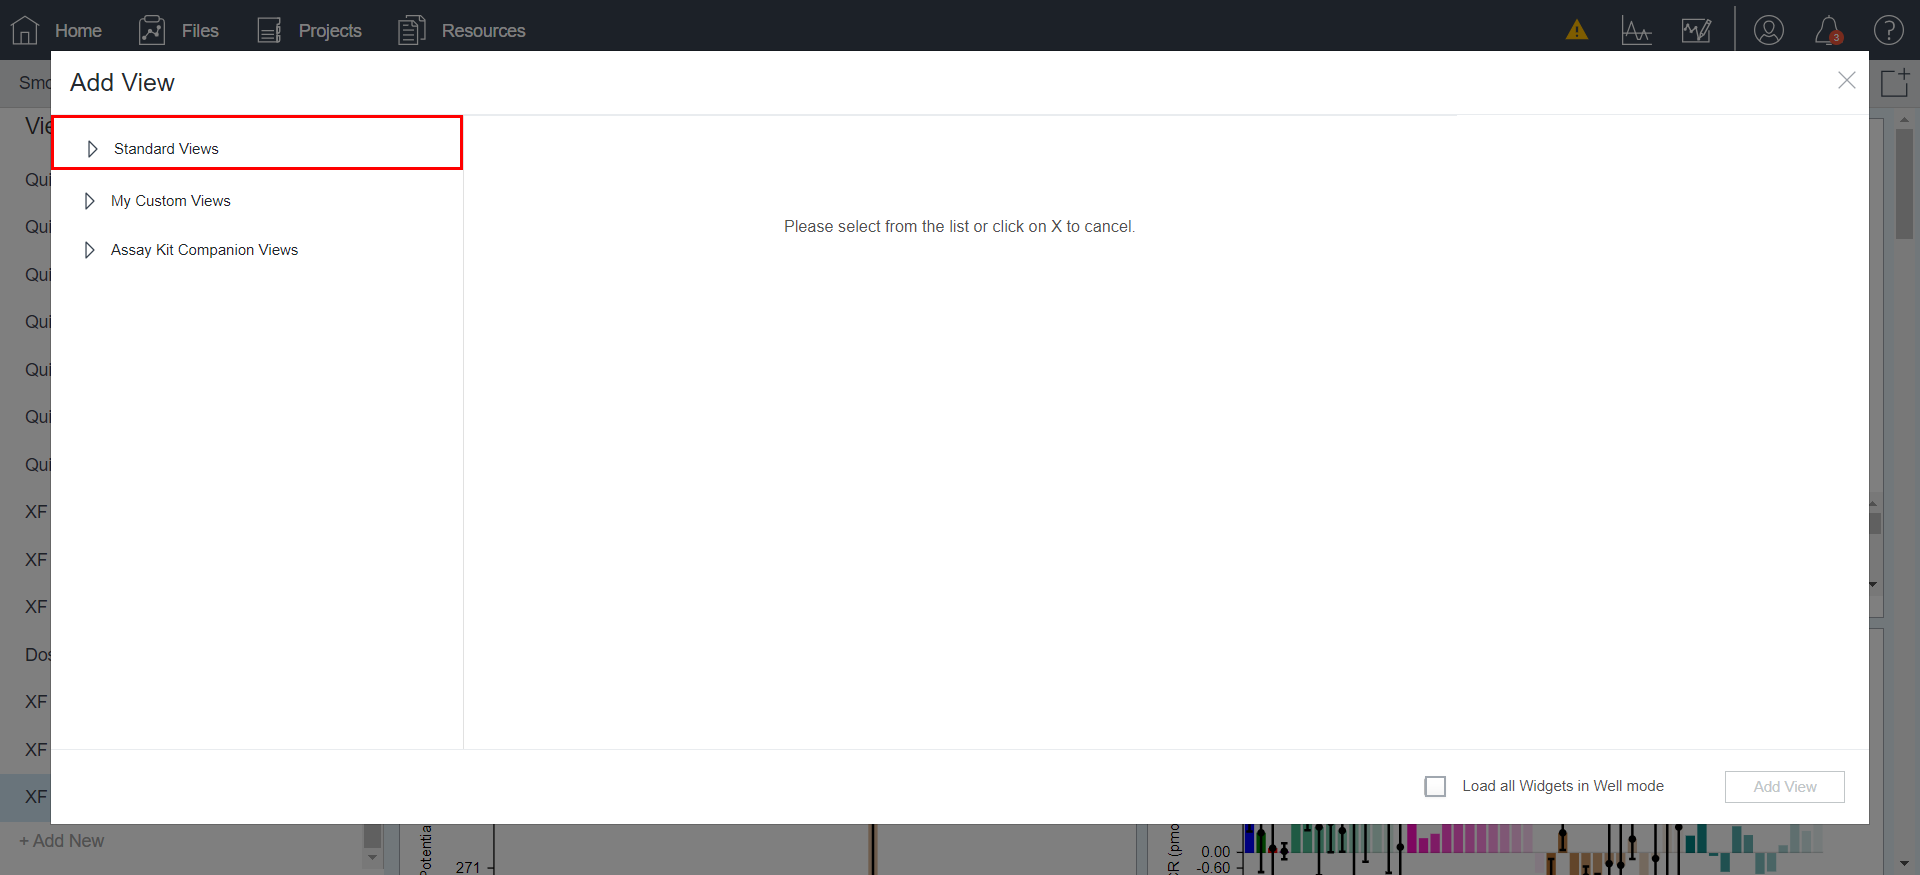 Home
Files
Projects
Resources
3
?
Smo
Add View
Vie
Standard Views
Qui
My Custom Views
Qui
Please select from the list or click on X to cancel.
Assay Kit Companion Views
Qui
Qui
Qui
Qui
Qui
XF
XF
XF
Dos
XF
XF
XF
Load all Widgets in Well mode
Add View
+ Add New
Potentia
271
CR (pmo
0.00
-0.60